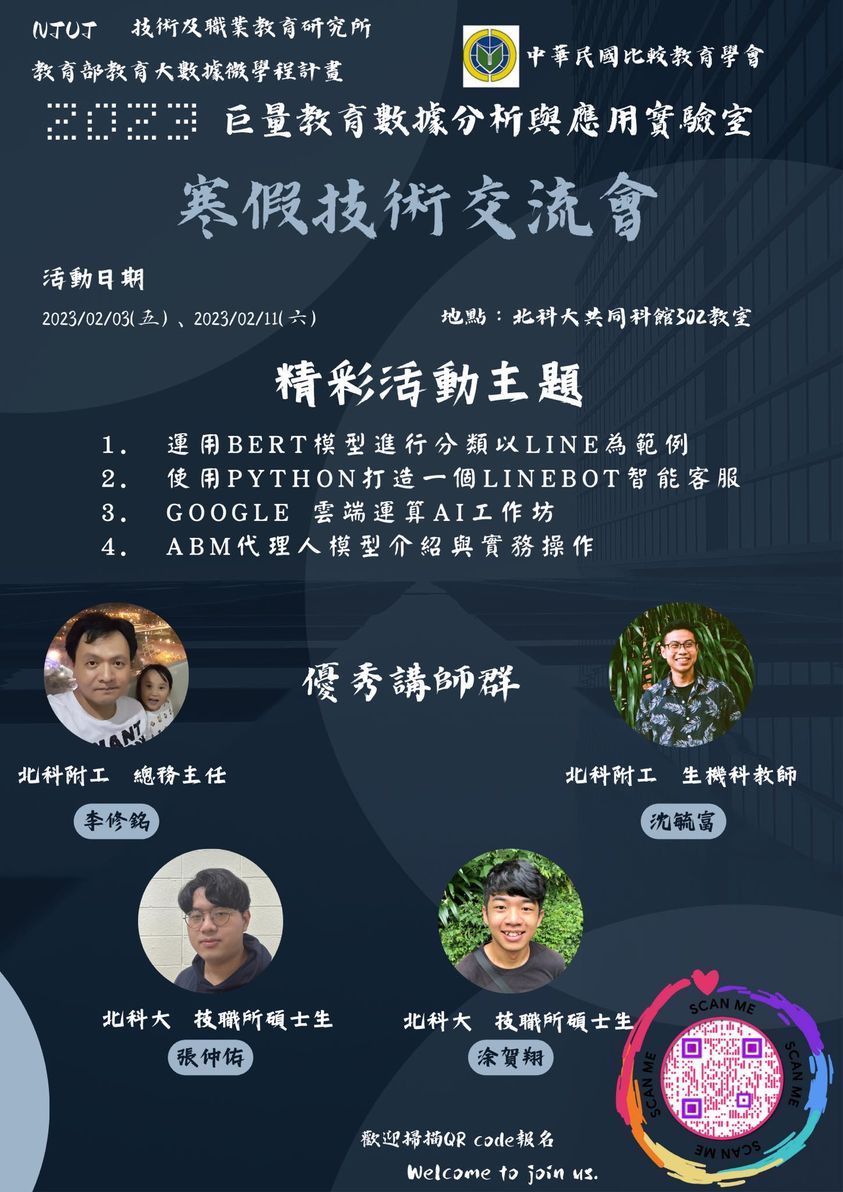 NTUT 技術及職業教育研究所
教育部教育大數據微學程計畫
中華民國比較教育學會
2023 巨量教育數據分析與應用實驗室
寒假技術交流會
活動日期
2023/02/03(五)、2023/02/11(六)
地點：北科大共同科館302教室
精彩活動主題
1. 運用BERT模型進行分類以LINE為範例
2. 使用PYTHON打造一個LINEBOT智能客服
3. GOOGLE 雲端運算AI工作坊
4. ABM代理人模型介紹與實務操作
優秀講師群
北科附工 總務主任
李修銘
北科附工 生機科教師
沈毓富
北科大 技職所碩士生
張仲佑
北科大 技職所碩士生
涂賀翔
SCAN ME
SCAN ME
SCAN ME
SCAN ME
歡迎掃描QR code報名
Welcome to join us.